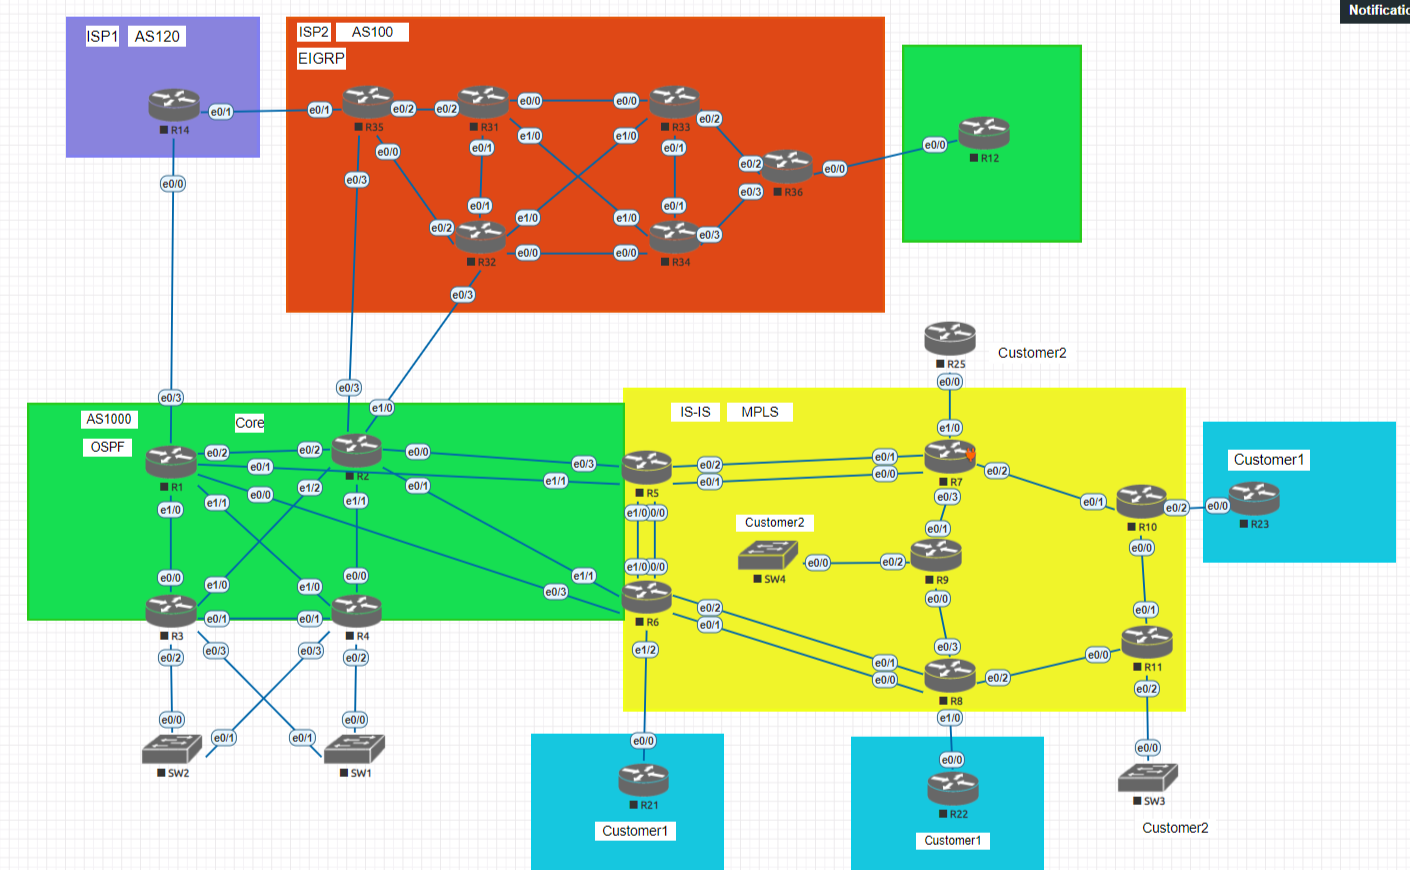 Notificatio
ISP1 AS120
ISP2 AS100
EIGRP
e0/1 e0/1 e0/2 e0/2 e0/0 e0/0 e0/2
R14 R35 R31 R33
e0/0 e0/1 e1/0 e1/0 e0/1 e0/2 e0/0 e0/0
R12
e0/0 e0/3 R36
e0/3
e0/2 e0/1 e1/0 e1/0 e0/1 e0/3
e0/0 e0/0
R32 R34
e0/3
Customer2
R25
e0/0
e0/3 e0/3 e1/0
AS1000 Core
OSPF
IS-IS MPLS
e1/0
e0/2 e0/2 e0/0 e0/3 e0/2 e0/1
e0/1 e1/1 e0/1 e0/0
R1 R2 R5 R7
e0/2 e0/1 e0/2 e0/0
Customer1
R10 R23
e0/0 e1/1 e1/2 e1/1 e0/1
e1/0 e1/0 0/0 e0/3
Customer2
e0/1
e0/0 e0/1
SW4 e0/0 e0/2 R9
e0/0 e0/0 e1/1 e1/0 0/0
e1/0 e1/0 e0/3
e0/0
R3 e0/1 e0/1 R4 R6
e0/2 e0/1 e0/1 e0/0
e0/2 e0/3 e0/3 e0/2 e1/2
e0/3 e0/2 e0/0 R11
R8
e0/2
e0/0 e0/1 e0/1 e0/0
SW2 SW1
e1/0
e0/0 e0/0 e0/0
R21 R22 SW3
Customer1 Customer1 Customer2